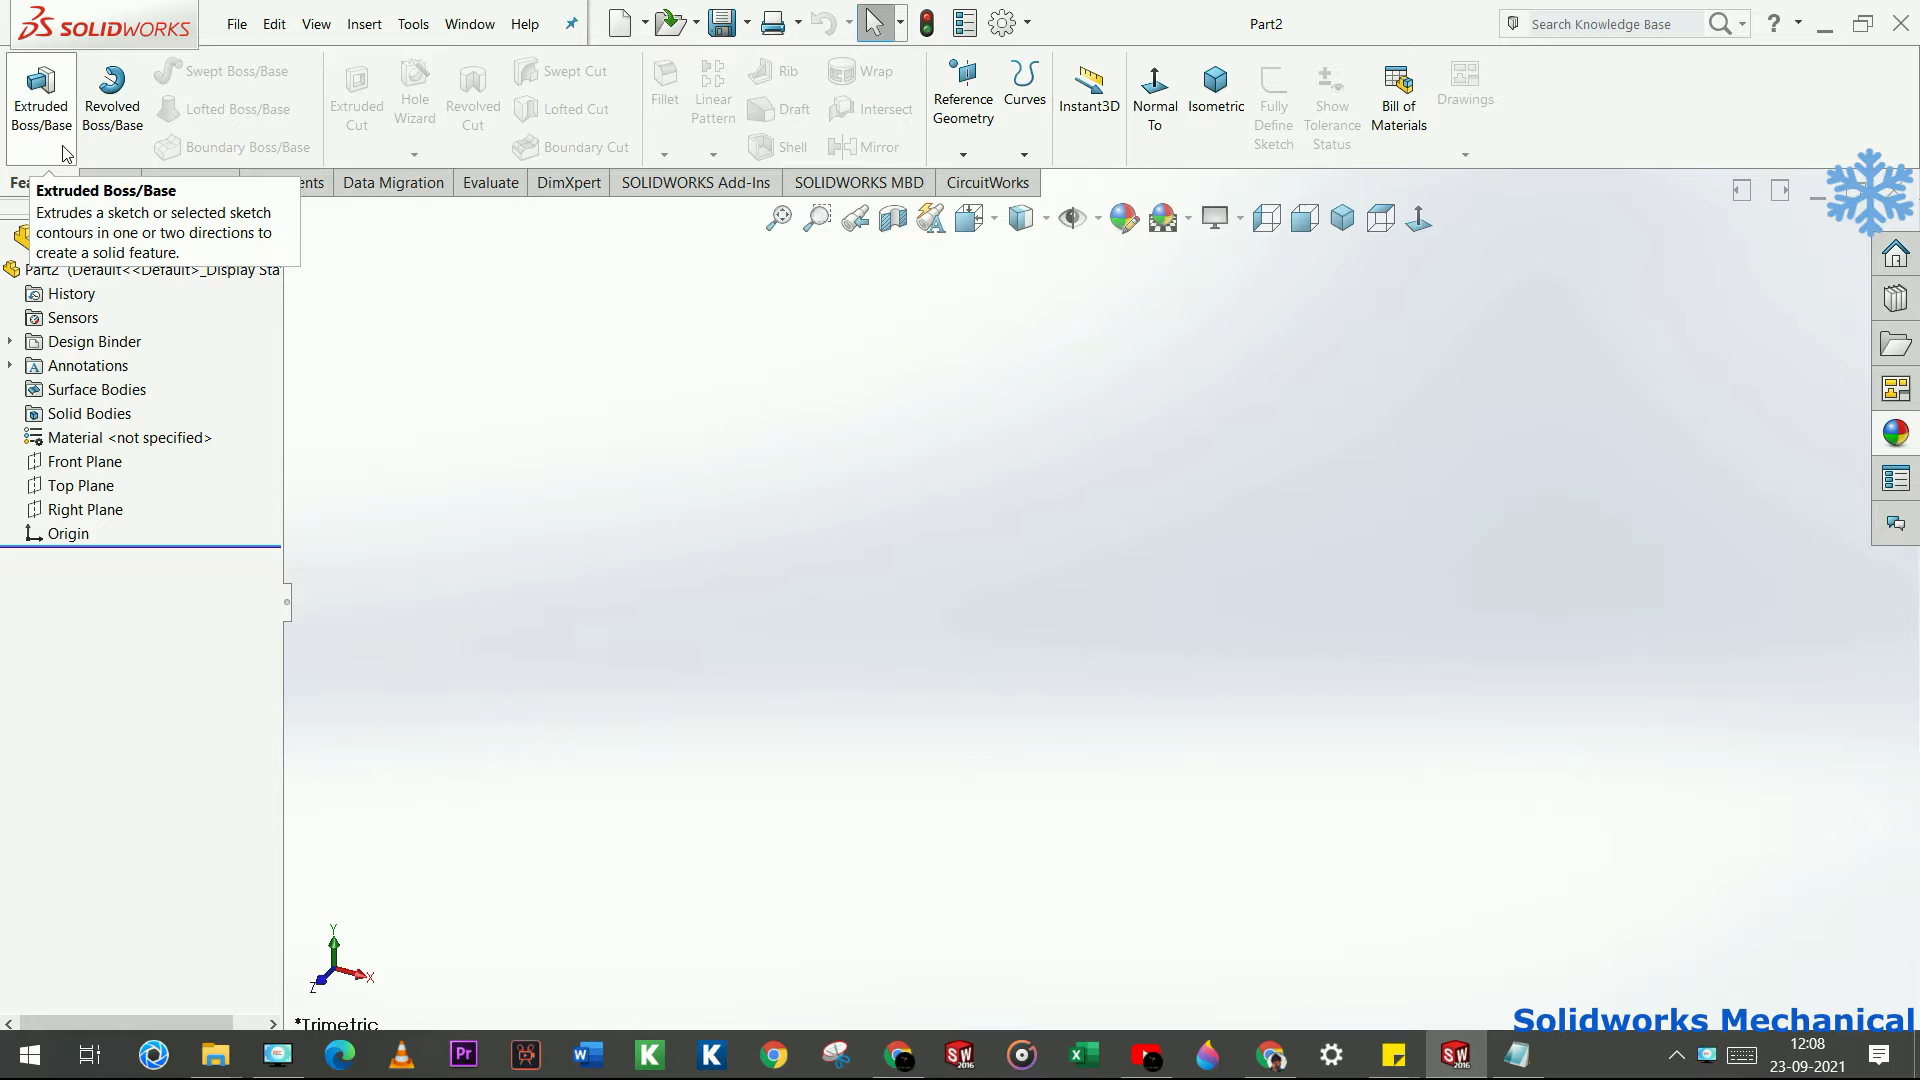 SOLIDWORKS
File Edit View Insert Tools Window Help
Part2
Search Knowledge Base
?
Extruded Boss/Base
Revolved Boss/Base
Swept Boss/Base
Lofted Boss/Base
Boundary Boss/Base
Extruded Cut
Hole Wizard
Revolved Cut
Swept Cut
Lofted Cut
Boundary Cut
Fillet
Linear Pattern
Rib
Draft
Shell
Wrap
Intersect
Mirror
Reference Geometry
Curves
Instant3D
Normal To
Isometric
Fully Define Sketch
Show Tolerance Status
Bill of Materials
Drawings
Data Migration
Evaluate
DimXpert
SOLIDWORKS Add-Ins
SOLIDWORKS MBD
CircuitWorks
Extruded Boss/Base
Extrudes a sketch or selected sketch
contours in one or two directions to
create a solid feature.
Part2 (Default<<Default>_Display Sta
History
Sensors
Design Binder
Annotations
Surface Bodies
Solid Bodies
Material <not specified>
Front Plane
Top Plane
Right Plane
Origin
Y
X
Z
*Trimetric
Solidworks Mechanical
12:08
23-09-2021